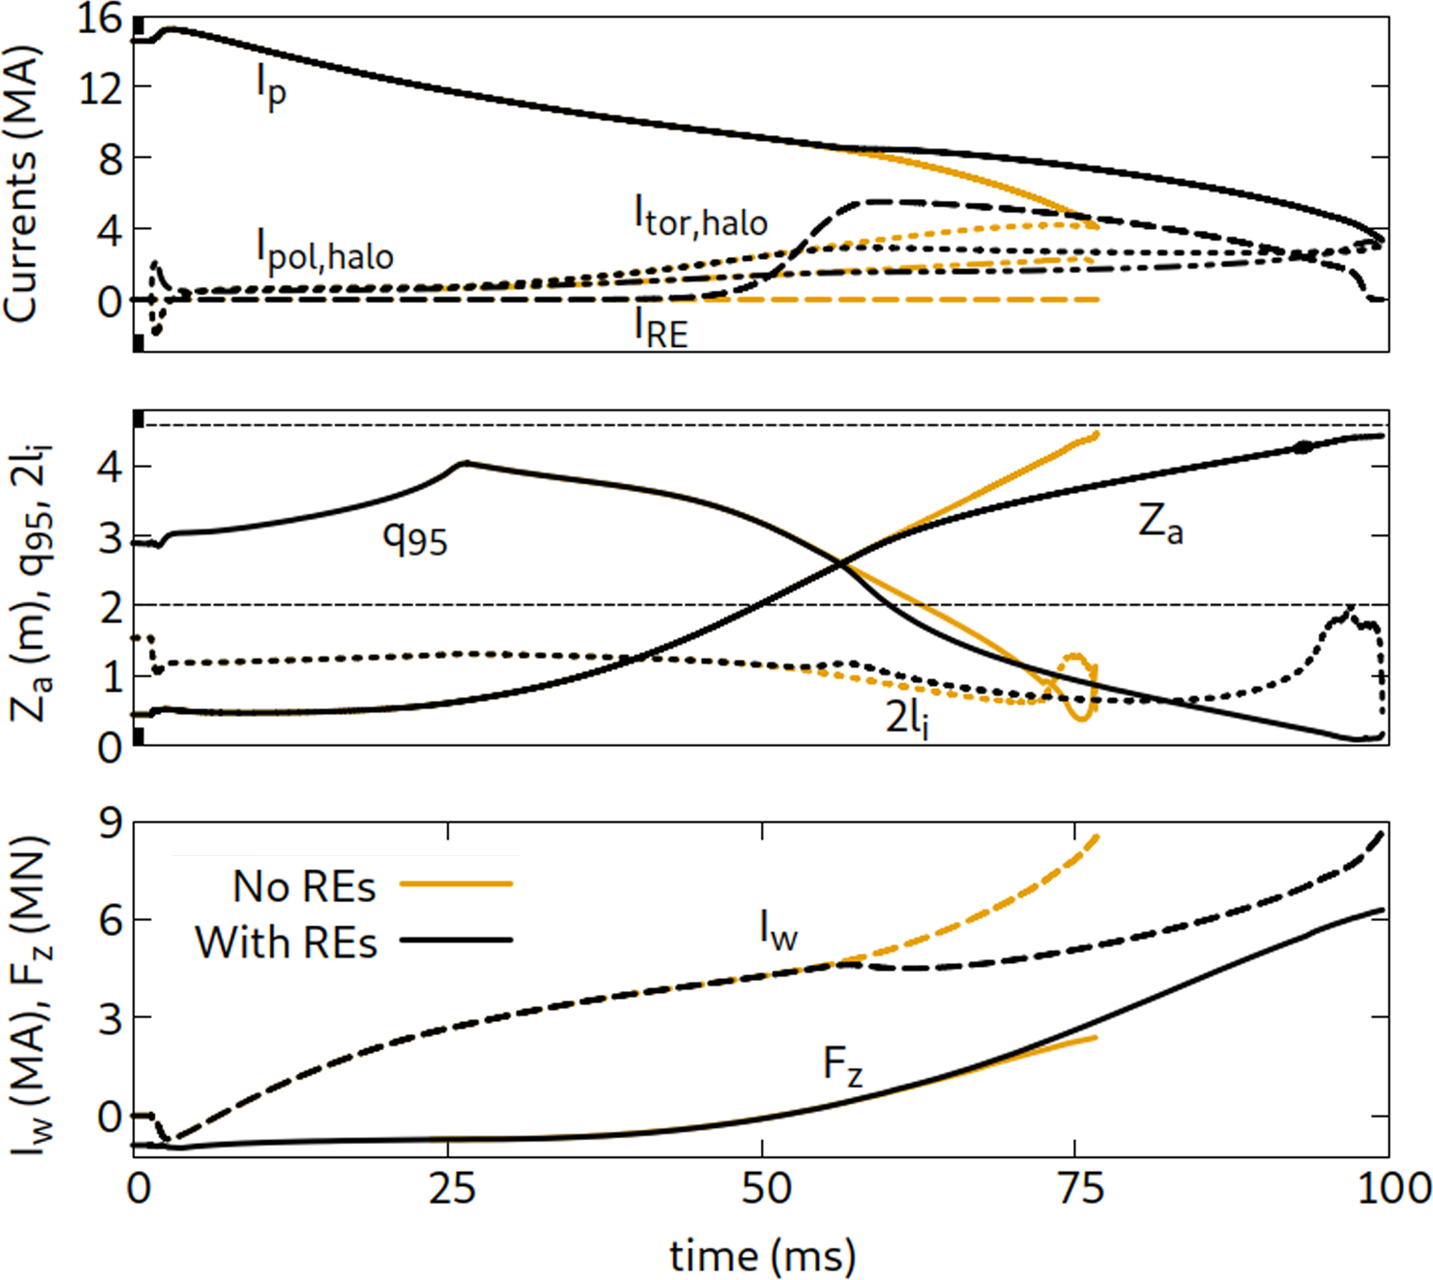 Currents (MA)
16
12
8
4
0
Ip
Itor,halo
Ipol,halo
IRE
Za (m), q95, 2li
4
3
2
1
0
q95
Za
2li
Iw (MA), Fz (MN)
9
6
3
0
No REs
With REs
Iw
Fz
0 25 50 75 100
time (ms)